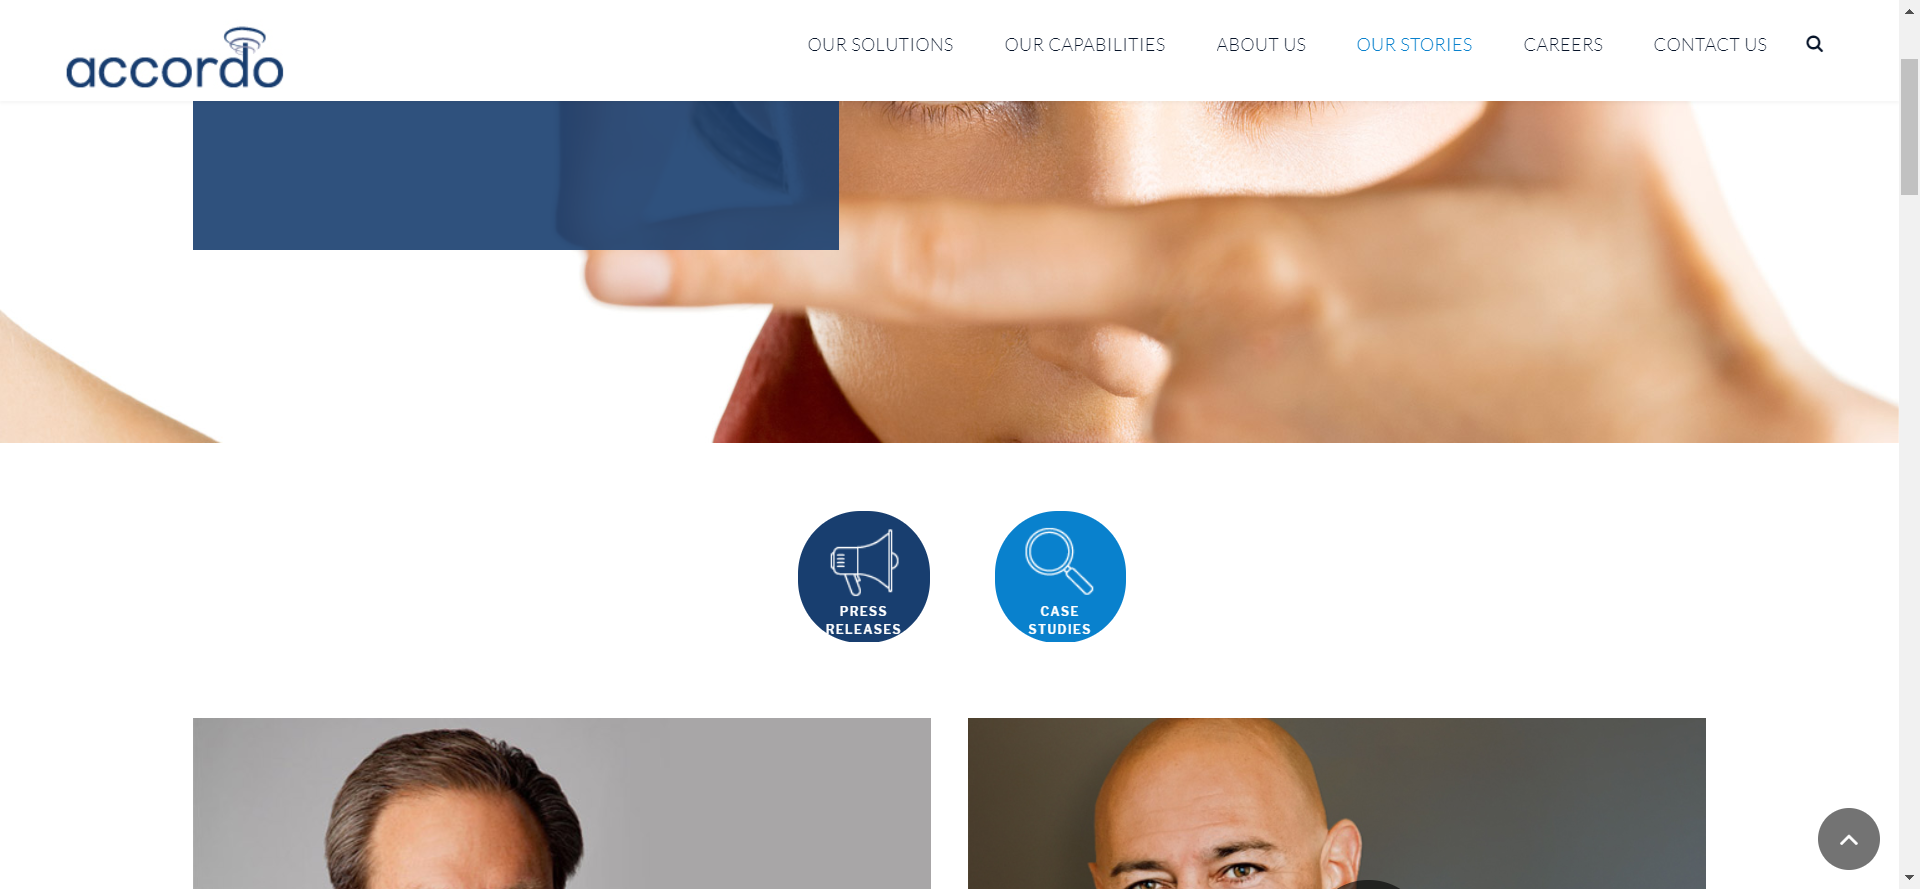 accordo
OUR SOLUTIONS OUR CAPABILITIES ABOUT US OUR STORIES CAREERS CONTACT US
PRESS
RELEASES
CASE
STUDIES